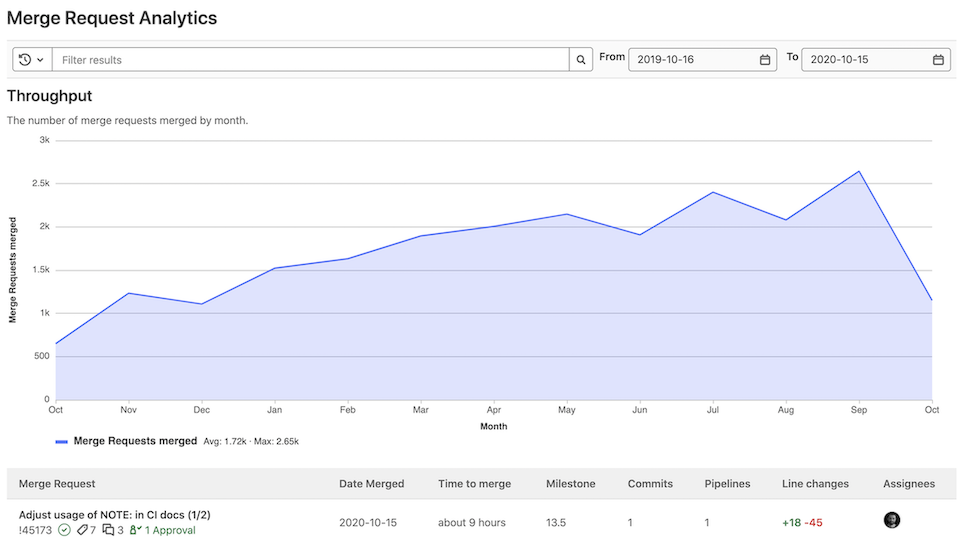 Merge Request Analytics
Filter results
From 2019-10-16 To 2020-10-15
Throughput
The number of merge requests merged by month.
3k
2.5k
2k
1.5k
1k
500
0
Merge Requests merged
Oct Nov Dec Jan Feb Mar Apr May Jun Jul Aug Sep Oct
Month
Merge Requests merged Avg: 1.72k · Max: 2.65k
Merge Request Date Merged Time to merge Milestone Commits Pipelines Line changes Assignees
Adjust usage of NOTE: in CI docs (1/2)
!45173 7 3 1 Approval 2020-10-15 about 9 hours 13.5 1 1 +18 -45